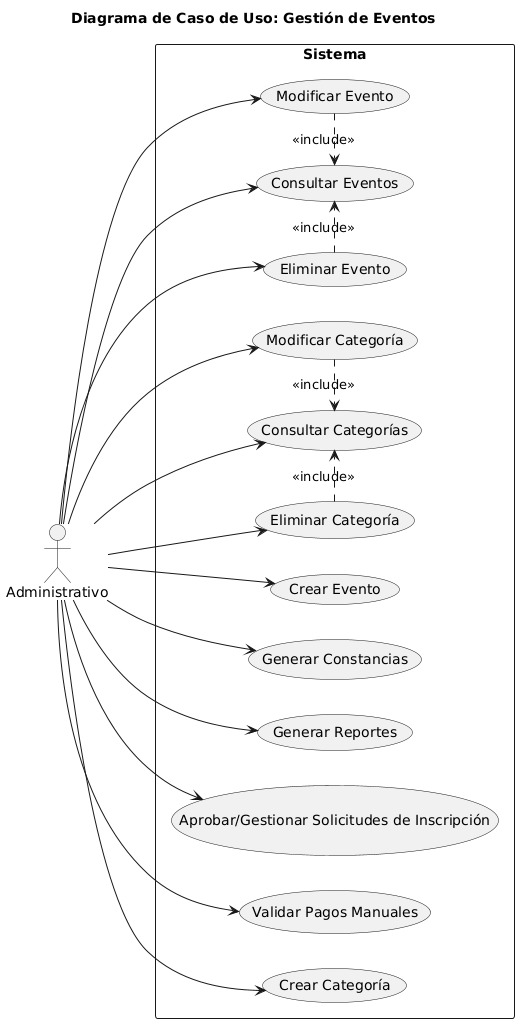 Diagrama de Caso de Uso: Gestión de Eventos
Sistema
Modificar Evento
«include»
Consultar Eventos
«include»
Eliminar Evento
Modificar Categoría
«include»
Consultar Categorías
«include»
Eliminar Categoría
Crear Evento
Administrativo
Generar Constancias
Generar Reportes
Aprobar/Gestionar Solicitudes de Inscripción
Validar Pagos Manuales
Crear Categoría